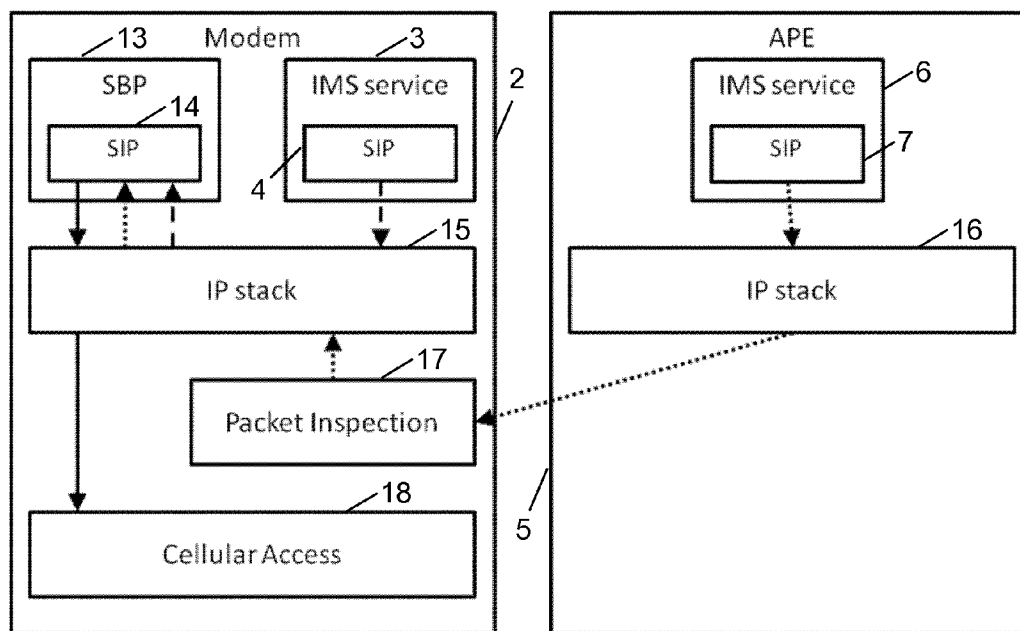 13
Modem
3
APE
SBP
IMS service
2
IMS service
6
14
SIP
4
SIP
SIP
7
15
16
IP stack
IP stack
17
Packet Inspection
18
5
Cellular Access